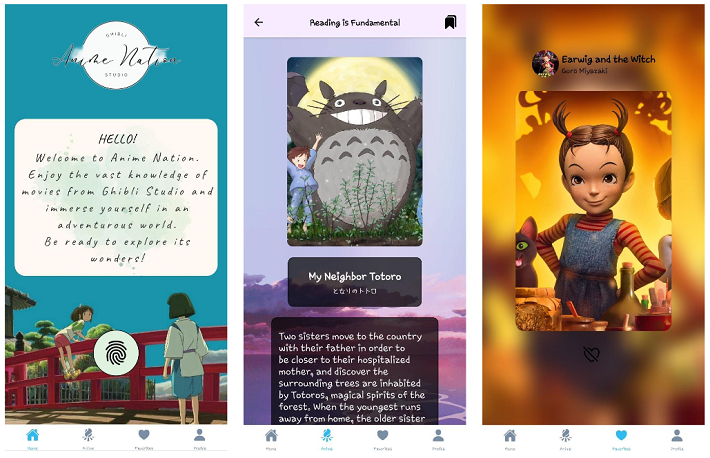 GHIBLI
Anime Nation
STUDIO
HELLO!
Welcome to Anime Nation.
Enjoy the vast knowledge of
movies from Ghibli Studio and
immerse yourself in an
adventurous world.
Be ready to explore its
wonders!
Home
Favorites
Profile
Reading is Fundamental
My Neighbor Totoro
となりのトトロ
Two sisters move to the country
with their father in order to
be closer to their hospitalized
mother, and discover the
surrounding trees are inhabited
by Totoros, magical spirits of the
forest. When the youngest runs
away from home, the older sister
Home
Favorites
Profile
Earwig and the Witch
Gorō Miyazaki
Home
Favorites
Profile